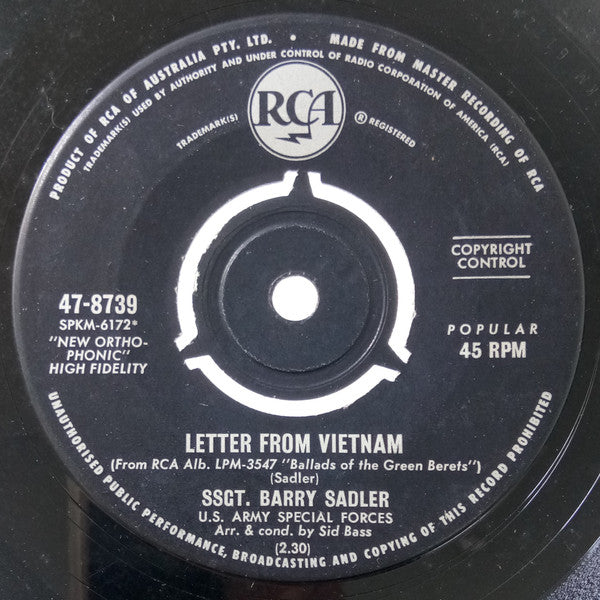 PRODUCT OF RCA OF AUSTRALIA PTY. LTD. • MADE FROM MASTER RECORDING OF RCA
TRADEMARK(S) USED BY AUTHORITY AND UNDER CONTROL OF RADIO CORPORATION OF AMERICA (RCA)
RCA
TRADEMARK(S) ® REGISTERED
COPYRIGHT
CONTROL
47-8739
SPKM-6172*
"NEW ORTHO-
PHONIC"
HIGH FIDELITY
POPULAR
45 RPM
LETTER FROM VIETNAM
(From RCA Alb. LPM-3547 "Ballads of the Green Berets")
(Sadler)
SSGT. BARRY SADLER
U.S. ARMY SPECIAL FORCES
Arr. & cond. by Sid Bass
(2.30)
UNAUTHORISED PUBLIC PERFORMANCE, BROADCASTING AND COPYING OF THIS RECORD PROHIBITED